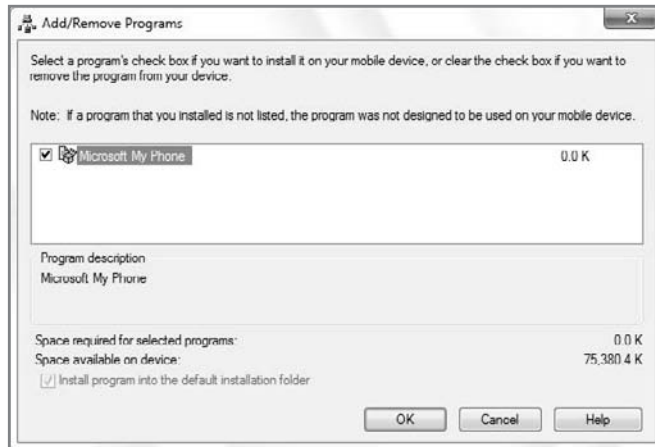 Add/Remove Programs
Select a program's check box if you want to install it on your mobile device, or clear the check box if you want to
remove the program from your device.
Note: If a program that you installed is not listed, the program was not designed to be used on your mobile device.
Microsoft My Phone 0.0 K
Program description
Microsoft My Phone
Space required for selected programs: 0.0 K
Space available on device: 75,380.4 K
Install program into the default installation folder
OK Cancel Help